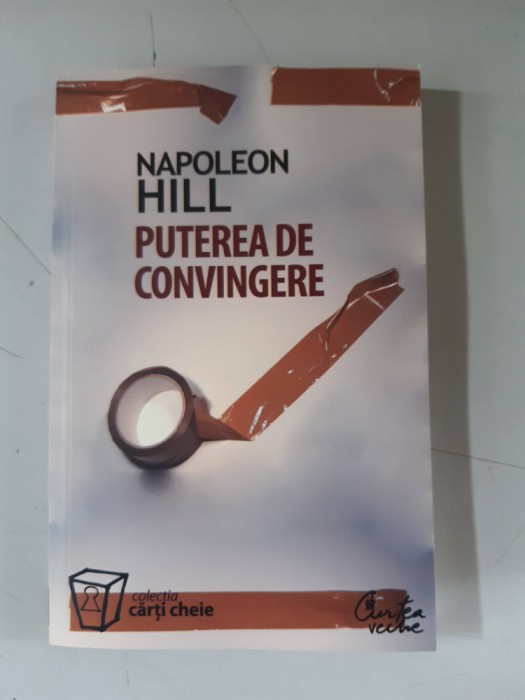 NAPOLEON
HILL
PUTEREA DE
CONVINGERE
colecția
cărți cheie
Curtea
veche